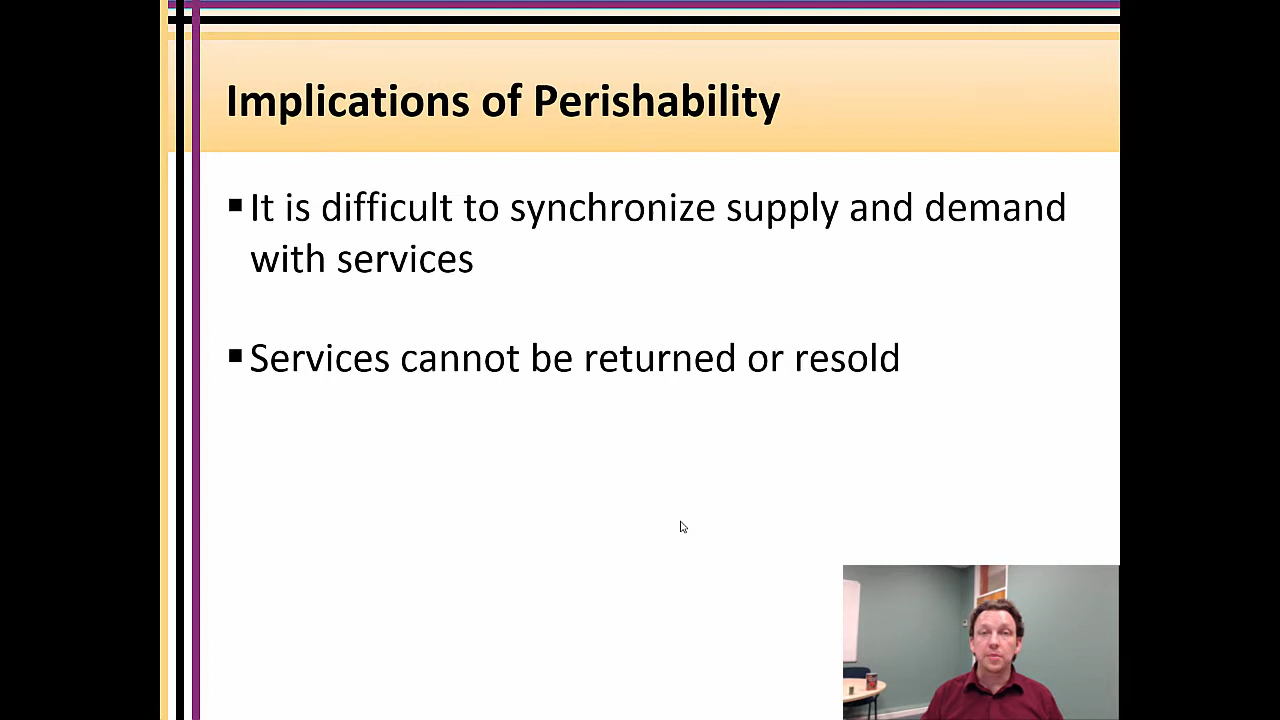 Implications of Perishability
▪It is difficult to synchronize supply and demand
with services
▪Services cannot be returned or resold